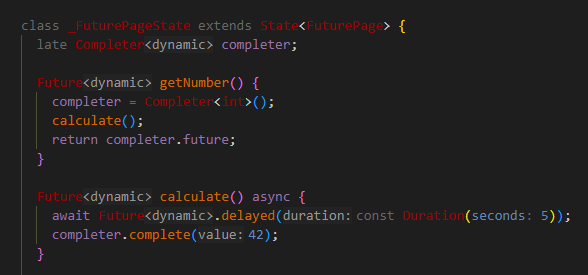 class _FuturePageState extends State<FuturePage> {
late Completer<dynamic> completer;
Future<dynamic> getNumber() {
completer = Completer<int>();
calculate();
return completer.future;
}
Future<dynamic> calculate() async {
await Future<dynamic>.delayed(duration: const Duration(seconds: 5));
completer.complete(value: 42);
}